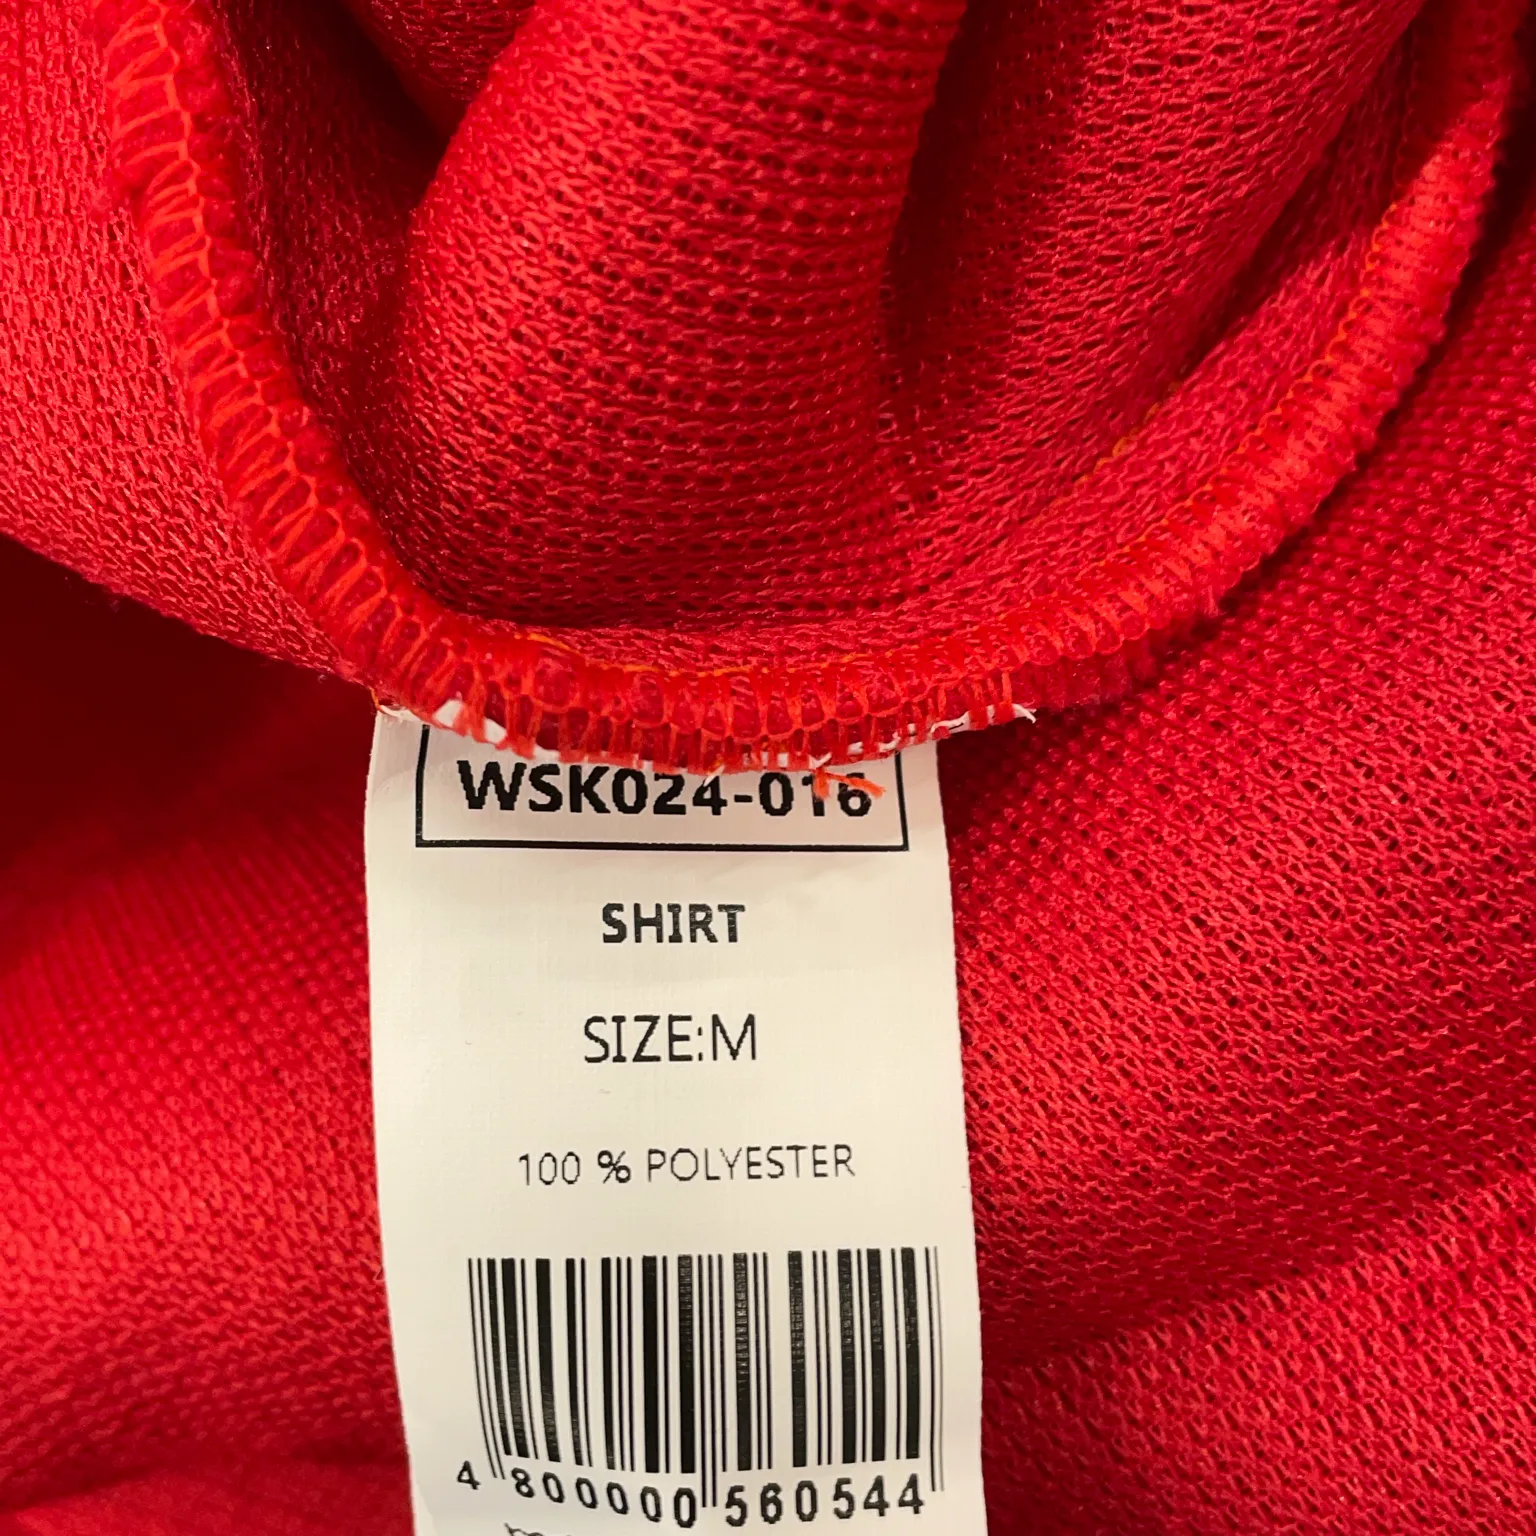 WSK024-016
SHIRT
SIZE:M
100 % POLYESTER
4 800000 560544